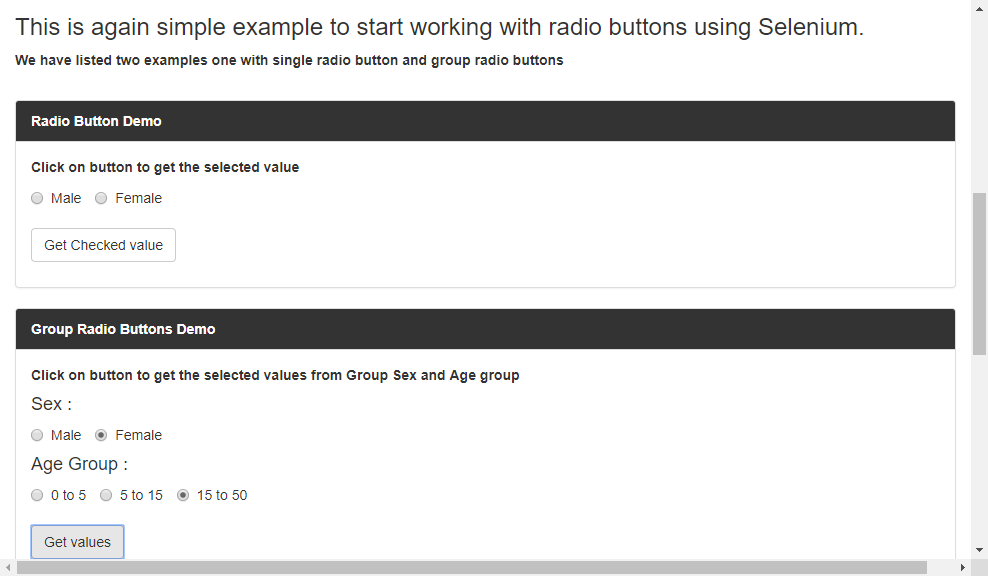 This is again simple example to start working with radio buttons using Selenium.
We have listed two examples one with single radio button and group radio buttons
Radio Button Demo
Click on button to get the selected value
Male Female
Get Checked value
Group Radio Buttons Demo
Click on button to get the selected values from Group Sex and Age group
Sex :
Male Female
Age Group :
0 to 5 5 to 15 15 to 50
Get values